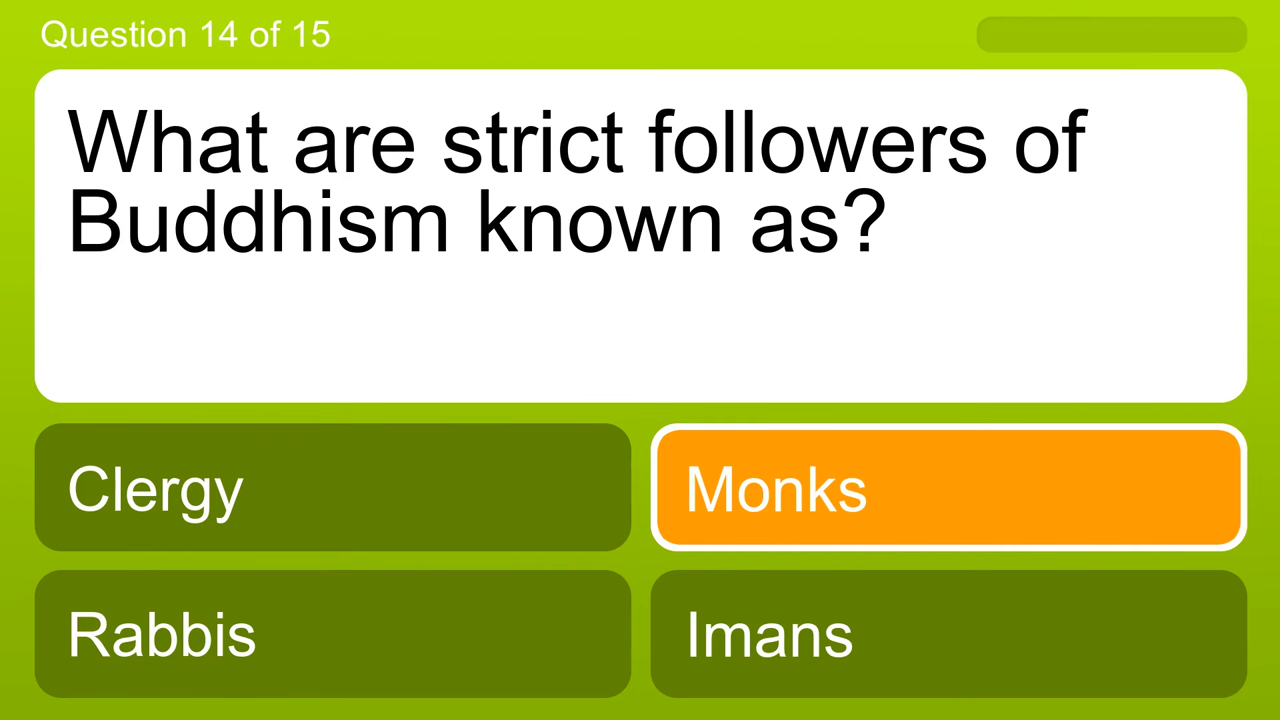 Question 14 of 15
What are strict followers of
Buddhism known as?
Clergy
Monks
Rabbis
Imans